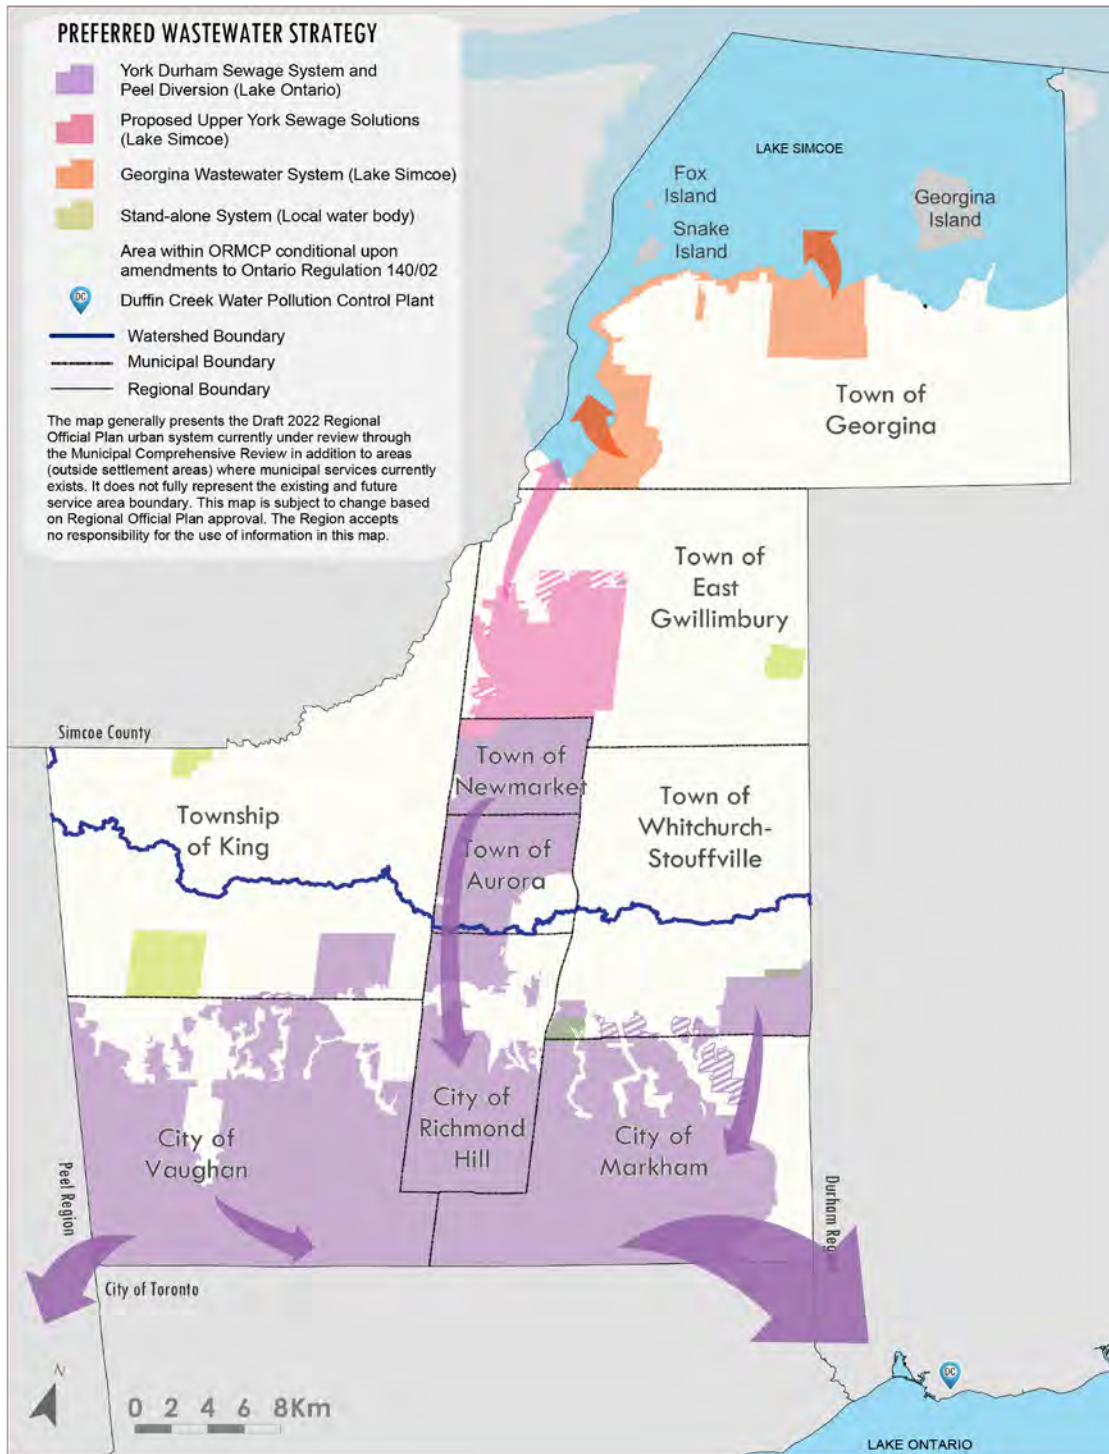 PREFERRED WASTEWATER STRATEGY
York Durham Sewage System and
Peel Diversion (Lake Ontario)
Proposed Upper York Sewage Solutions
(Lake Simcoe)
Georgina Wastewater System (Lake Simcoe)
Stand-alone System (Local water body)
Area within ORMCP conditional upon
amendments to Ontario Regulation 140/02
DC
Duffin Creek Water Pollution Control Plant
Watershed Boundary
Municipal Boundary
Regional Boundary
The map generally presents the Draft 2022 Regional
Official Plan urban system currently under review through
the Municipal Comprehensive Review in addition to areas
(outside settlement areas) where municipal services currently
exists. It does not fully represent the existing and future
service area boundary. This map is subject to change based
on Regional Official Plan approval. The Region accepts
no responsibility for the use of information in this map.
LAKE SIMCOE
Fox
Island
Snake
Island
Georgina
Island
Town of
Georgina
Town of
East
Gwillimbury
Simcoe County
Town of
Newmarket
Township
of King
Town of
Whitchurch-
Stouffville
Town of
Aurora
City of
Richmond
Hill
City of
Vaughan
City of
Markham
Peel Region
Durham Reg
City of Toronto
N
0 2 4 6 8Km
DC
LAKE ONTARIO